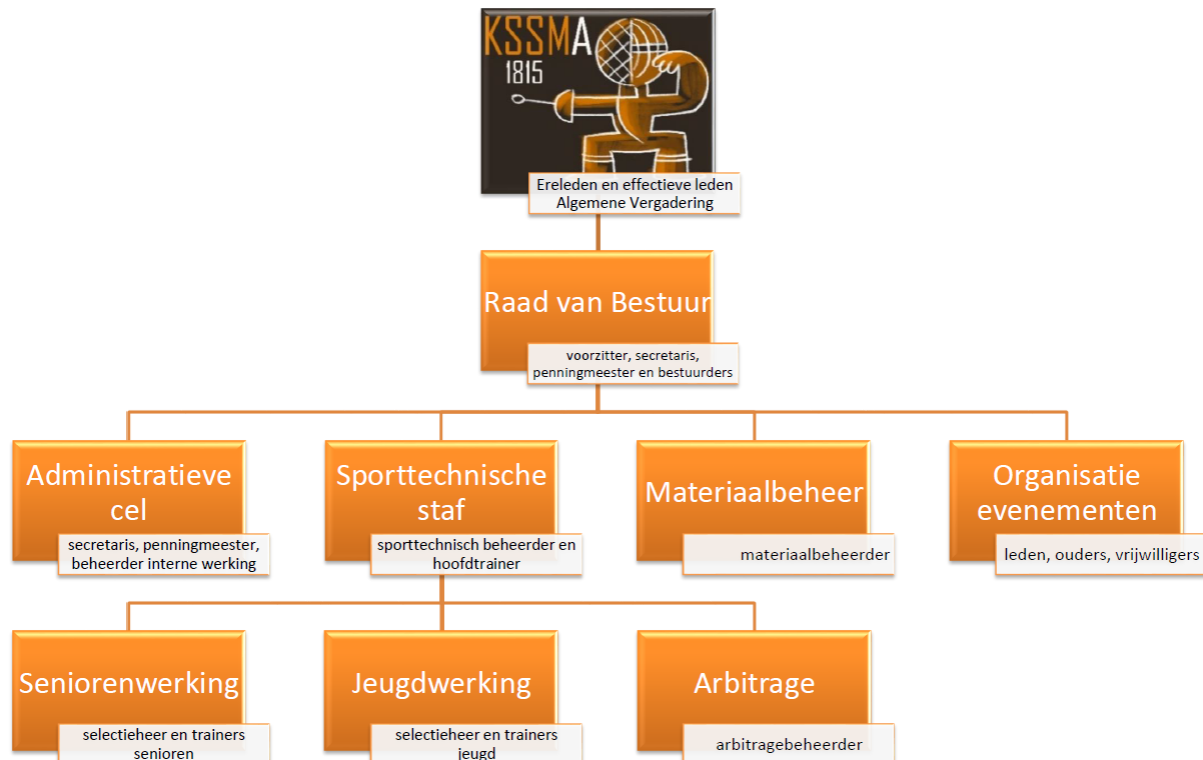 KSSMA
1815
Ereleden en effectieve leden
Algemene Vergadering
Raad van Bestuur
voorzitter, secretaris,
penningmeester en bestuurders
Administratieve
cel
secretaris, penningmeester,
beheerder interne werking
Sporttechnische
staf
sporttechnisch beheerder en
hoofdtrainer
Materiaalbeheer
materiaalbeheerder
Organisatie
evenementen
leden, ouders, vrijwilligers
Seniorenwerking
selectieheer en trainers
senioren
Jeugdwerking
selectieheer en trainers
jeugd
Arbitrage
arbitragebeheerder